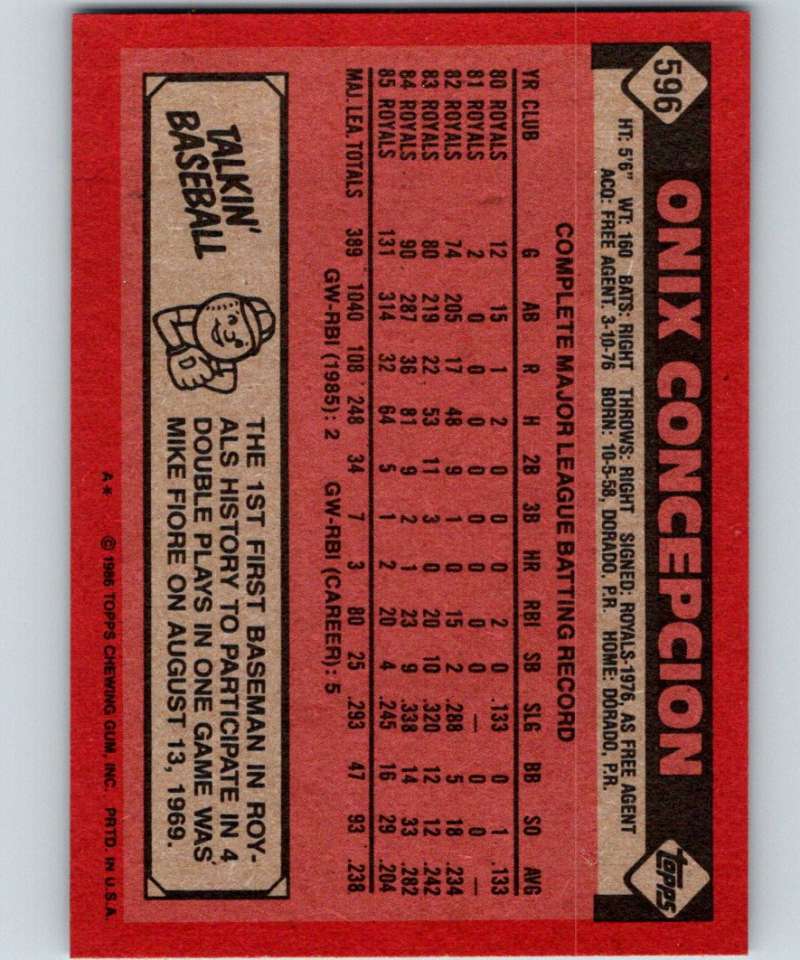 596
ONIX CONCEPCION
topps
HT: 5'6" WT: 160 BATS: RIGHT THROWS: RIGHT SIGNED: ROYALS-1976, AS FREE AGENT
ACQ: FREE AGENT. 3-10-76 BORN: 10-5-58, DORADO, P.R. HOME: DORADO, P.R.
COMPLETE MAJOR LEAGUE BATTING RECORD
YR CLUB G AB R H 2B 3B HR RBI SB SLG BB SO AVG
80 ROYALS 12 15 1 2 0 0 0 2 0 .133 0 1 .133
81 ROYALS 2 0 0 0 0 0 0 0 0 — 0 0 —
82 ROYALS 74 205 17 48 9 1 0 15 2 .288 5 18 .234
83 ROYALS 80 219 22 53 11 3 0 20 10 .320 12 12 .242
84 ROYALS 90 287 36 81 9 2 1 23 9 .338 14 33 .282
85 ROYALS 131 314 32 64 5 1 2 20 4 .245 16 29 .204
MAJ. LEA. TOTALS 389 1040 108 248 34 7 3 80 25 .293 47 93 .238
GW-RBI (1985): 2 GW-RBI (CAREER): 5
TALKIN'
BASEBALL
THE 1ST FIRST BASEMAN IN ROY-
ALS HISTORY TO PARTICIPATE IN 4
DOUBLE PLAYS IN ONE GAME WAS
MIKE FIORE ON AUGUST 13, 1969.
A* © 1986 TOPPS CHEWING GUM, INC. PRTD. IN U.S.A.